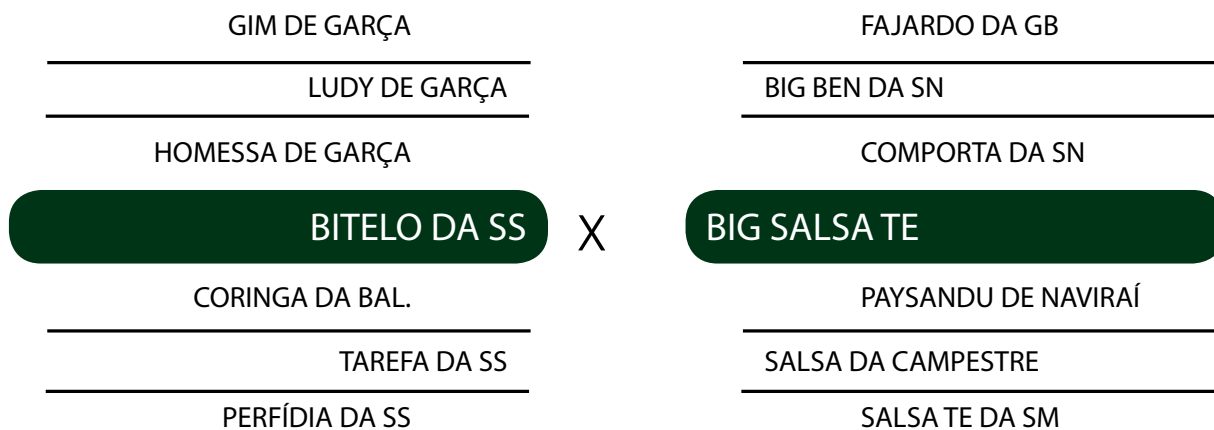 GIM DE GARÇA
LUDY DE GARÇA
HOMESSA DE GARÇA
BITELO DA SS
CORINGA DA BAL.
TAREFA DA SS
PERFÍDIA DA SS
X
FAJARDO DA GB
BIG BEN DA SN
COMPORTA DA SN
BIG SALSA TE
PAYSANDU DE NAVIRAÍ
SALSA DA CAMPESTRE
SALSA TE DA SM